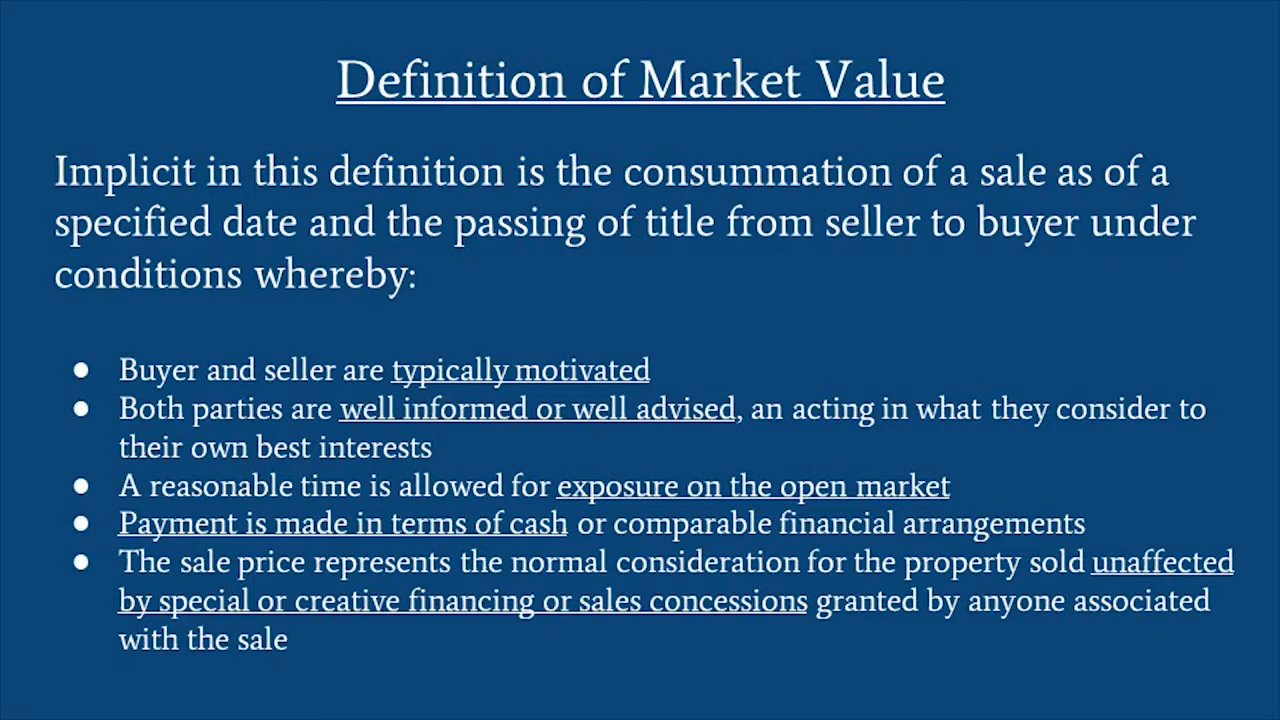 Definition of Market Value
Implicit in this definition is the consummation of a sale as of a
specified date and the passing of title from seller to buyer under
conditions whereby:
● Buyer and seller are typically motivated
● Both parties are well informed or well advised, an acting in what they consider to
their own best interests
● A reasonable time is allowed for exposure on the open market
● Payment is made in terms of cash or comparable financial arrangements
● The sale price represents the normal consideration for the property sold unaffected
by special or creative financing or sales concessions granted by anyone associated
with the sale